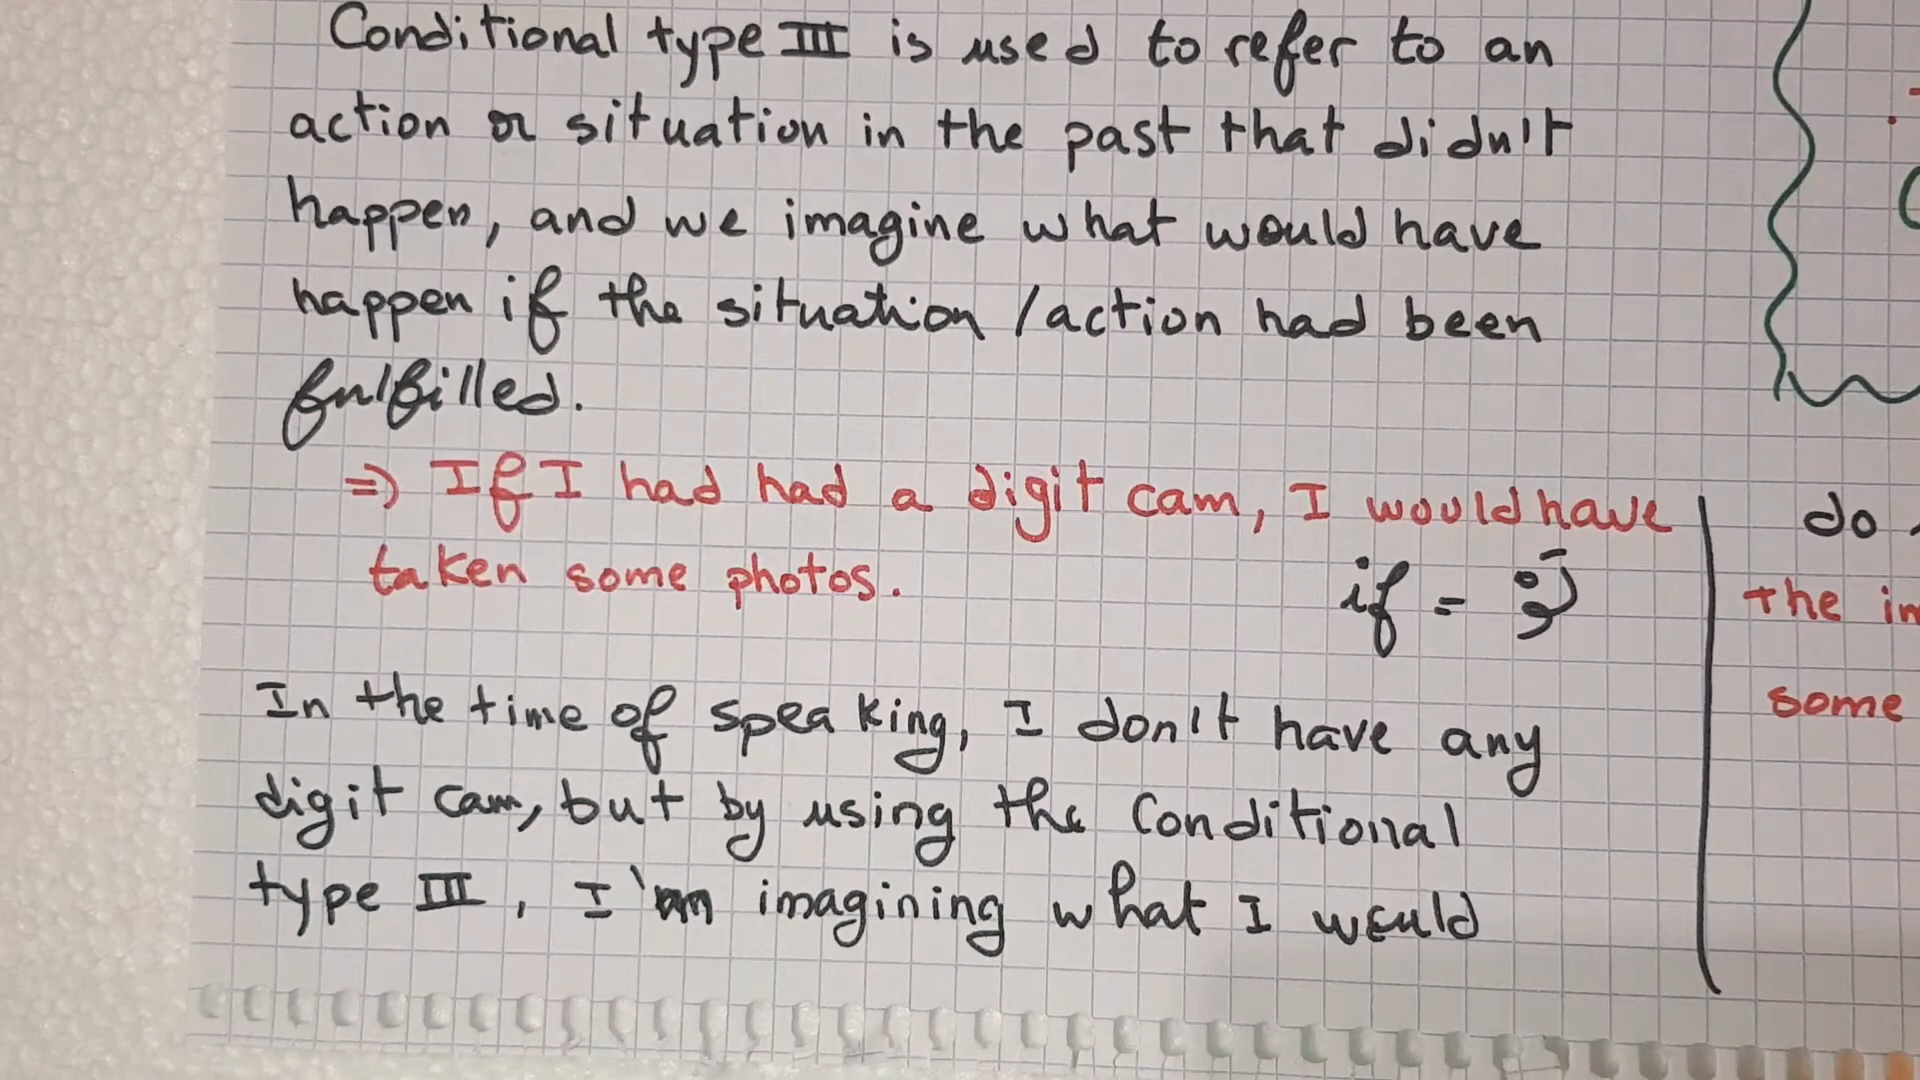 Conditional type III is used to refer to an
action or situation in the past that didn't
happen, and we imagine what would have
happen if the situation / action had been
fulfilled.
=> If I had had a digit cam, I would have
taken some photos.
if = لو
In the time of speaking, I don't have any
digit cam, but by using the conditional
type III, I'am imagining what I would
do
the im
some